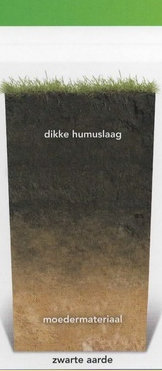 dikke humuslaag
moedermateriaal
zwarte aarde